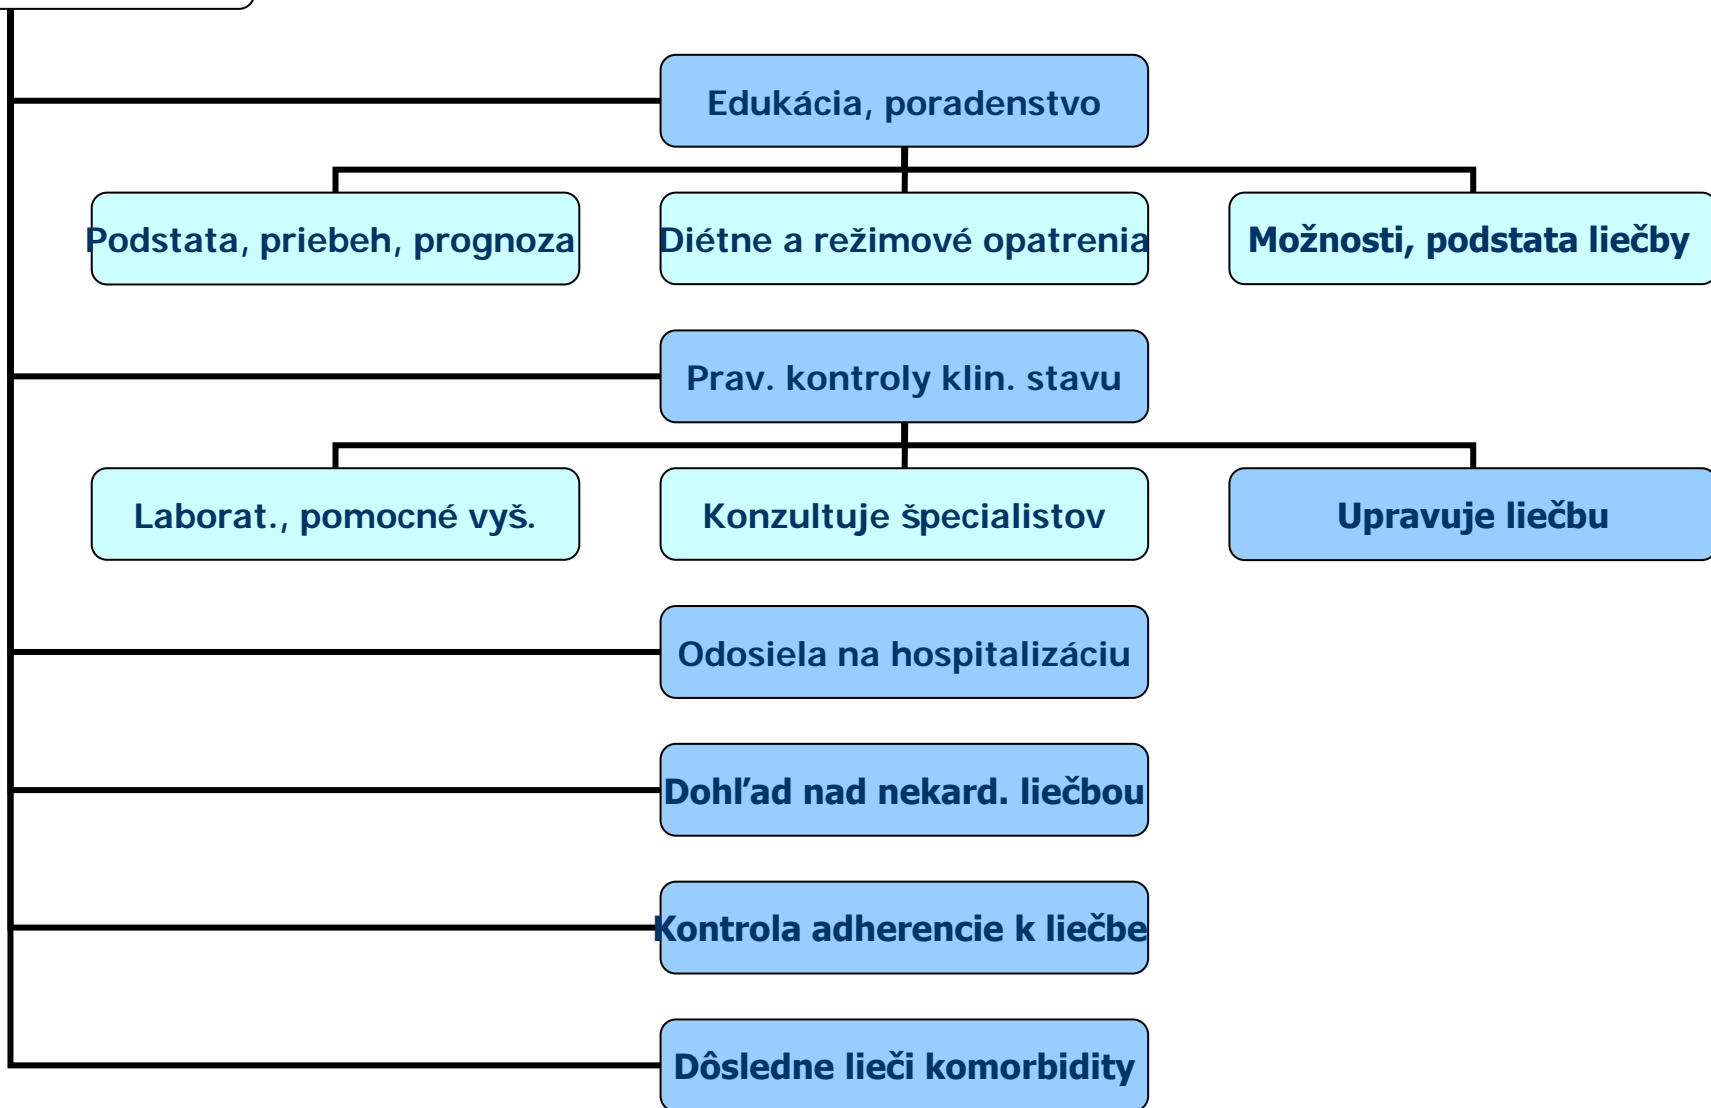 Edukácia, poradenstvo
Podstata, priebeh, prognoza
Diétne a režimové opatrenia
Možnosti, podstata liečby
Prav. kontroly klin. stavu
Laborat., pomocné vyš.
Konzultuje špecialistov
Upravuje liečbu
Odosiela na hospitalizáciu
Dohľad nad nekard. liečbou
Kontrola adherencie k liečbe
Dôsledne lieči komorbidity